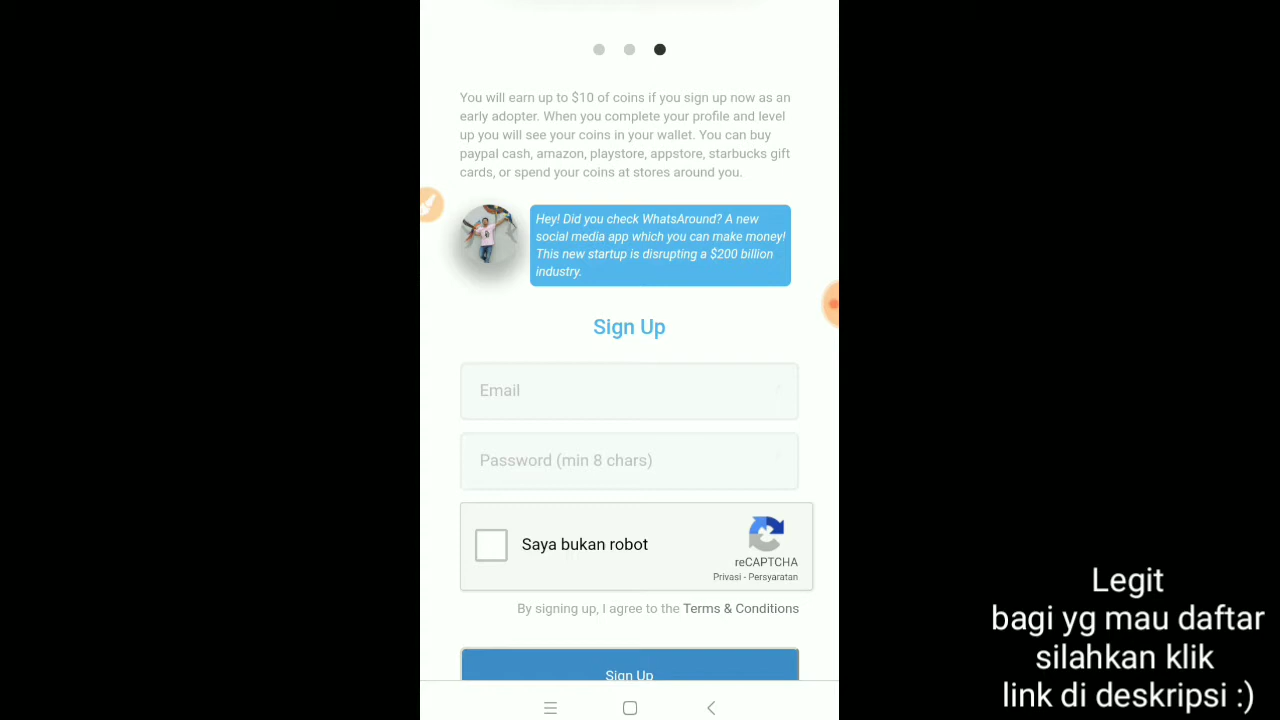 You will earn up to $10 of coins if you sign up now as an
early adopter. When you complete your profile and level
up you will see your coins in your wallet. You can buy
paypal cash, amazon, playstore, appstore, starbucks gift
cards, or spend your coins at stores around you.
Hey! Did you check WhatsAround? A new
social media app which you can make money!
This new startup is disrupting a $200 billion
industry.
Sign Up
Email
Password (min 8 chars)
Saya bukan robot
reCAPTCHA
Privasi - Persyaratan
By signing up, I agree to the Terms & Conditions
Sign Up
Legit
bagi yg mau daftar
silahkan klik
link di deskripsi :)